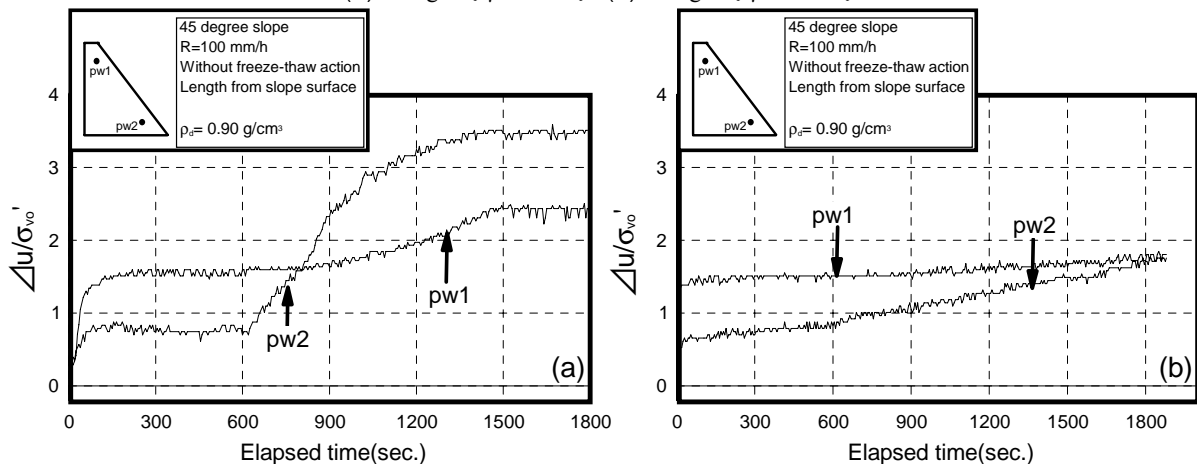 45 degree slope
R=100 mm/h
Without freeze-thaw action
Length from slope surface
ρd= 0.90 g/cm³
pw1
pw2
4
3
2
1
0
Δu/σvo'
pw1
pw2
(a)
0 300 600 900 1200 1500 1800
Elapsed time(sec.)
45 degree slope
R=100 mm/h
Without freeze-thaw action
Length from slope surface
ρd= 0.90 g/cm³
pw1
pw2
4
3
2
1
0
Δu/σvo'
pw1
pw2
(b)
0 300 600 900 1200 1500 1800
Elapsed time(sec.)